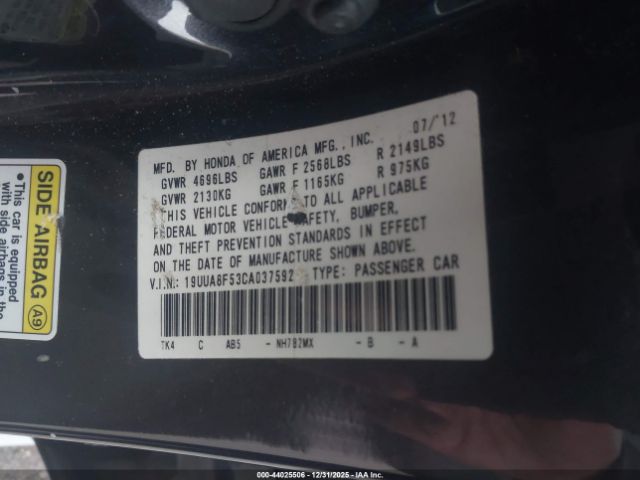 MFD. BY HONDA OF AMERICA MFG., INC. 07/'12
GVWR 4696LBS GAWR F 2568LBS R 2149LBS
GVWR 2130KG GAWR F 1165KG R 975KG
THIS VEHICLE CONFORMS TO ALL APPLICABLE
FEDERAL MOTOR VEHICLE SAFETY, BUMPER,
AND THEFT PREVENTION STANDARDS IN EFFECT
ON THE DATE OF MANUFACTURE SHOWN ABOVE.
V.I.N.: 19UUA8F53CA037592 TYPE: PASSENGER CAR
TK4 C AB5 - NH782MX - B - A
SIDE AIRBAG A9
•This car is equipped
with side airbags in the
000-44025506 - 12/31/2025 - IAA Inc.